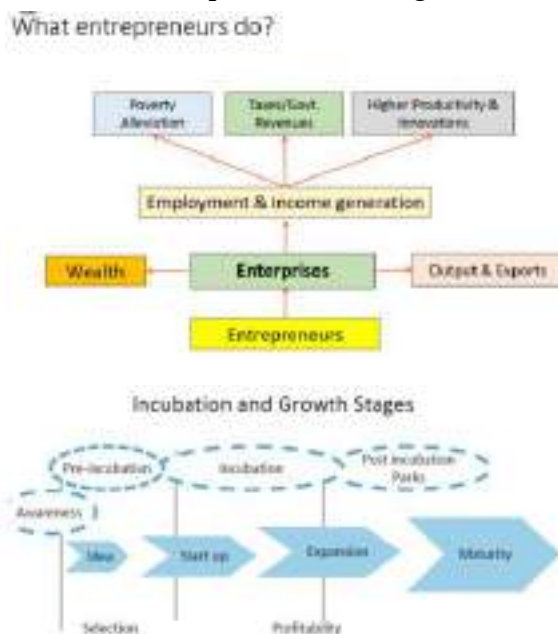 What entrepreneurs do?
Poverty
Alleviation
Taxes/Govt.
Revenues
Higher Productivity &
Innovations
Employment & Income generation
Wealth
Enterprises
Output & Exports
Entrepreneurs
Incubation and Growth Stages
Pre-incubation
Incubation
Post incubation
Parks
Awareness
Idea
Start up
Expansion
Maturity
Selection
Profitability